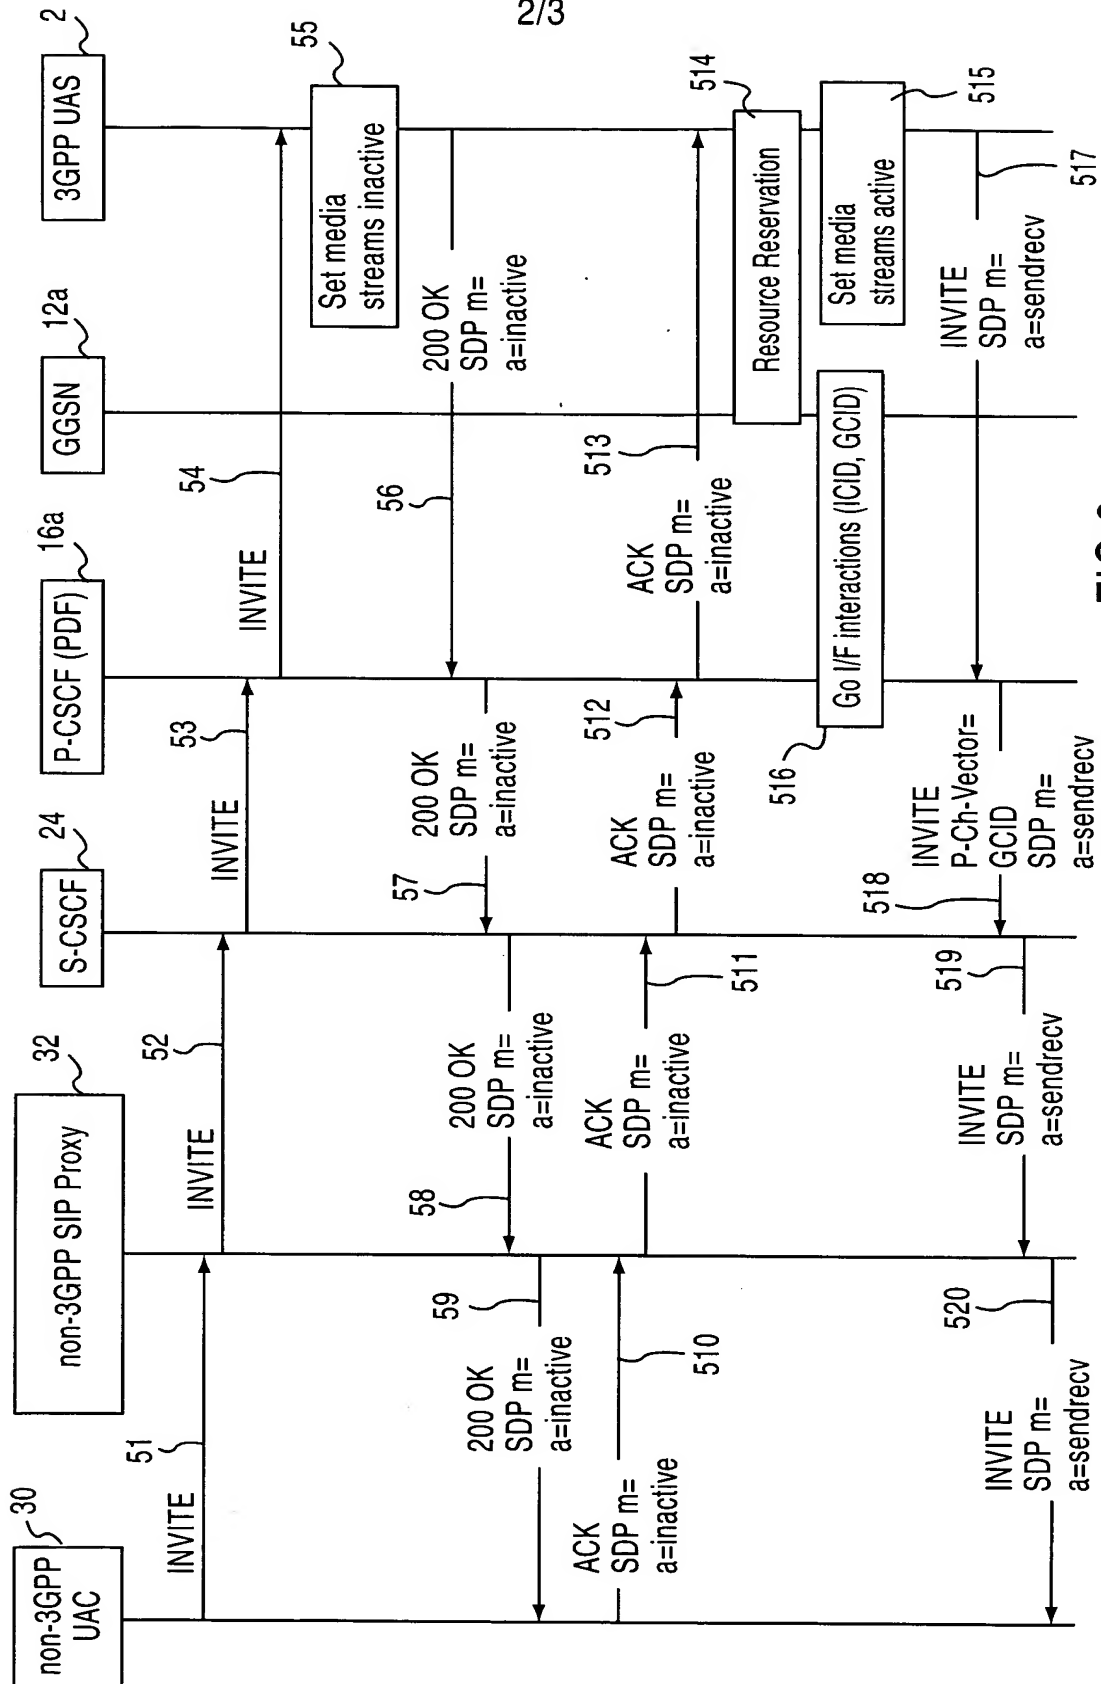 2/3
non-3GPP
UAC
30
non-3GPP SIP Proxy
32
S-CSCF
24
P-CSCF (PDF)
16a
GGSN
12a
3GPP UAS
2
INVITE
51
INVITE
52
INVITE
53
INVITE
54
Set media
streams inactive
55
200 OK
SDP m=
a=inactive
56
200 OK
SDP m=
a=inactive
57
200 OK
SDP m=
a=inactive
58
200 OK
SDP m=
a=inactive
59
ACK
SDP m=
a=inactive
510
ACK
SDP m=
a=inactive
511
ACK
SDP m=
a=inactive
512
ACK
SDP m=
a=inactive
513
Resource Reservation
514
Set media
streams active
515
Go I/F interactions (ICID, GCID)
516
INVITE
SDP m=
a=sendrecv
517
INVITE
P-Ch-Vector=
GCID
SDP m=
a=sendrecv
518
INVITE
SDP m=
a=sendrecv
519
INVITE
SDP m=
a=sendrecv
520